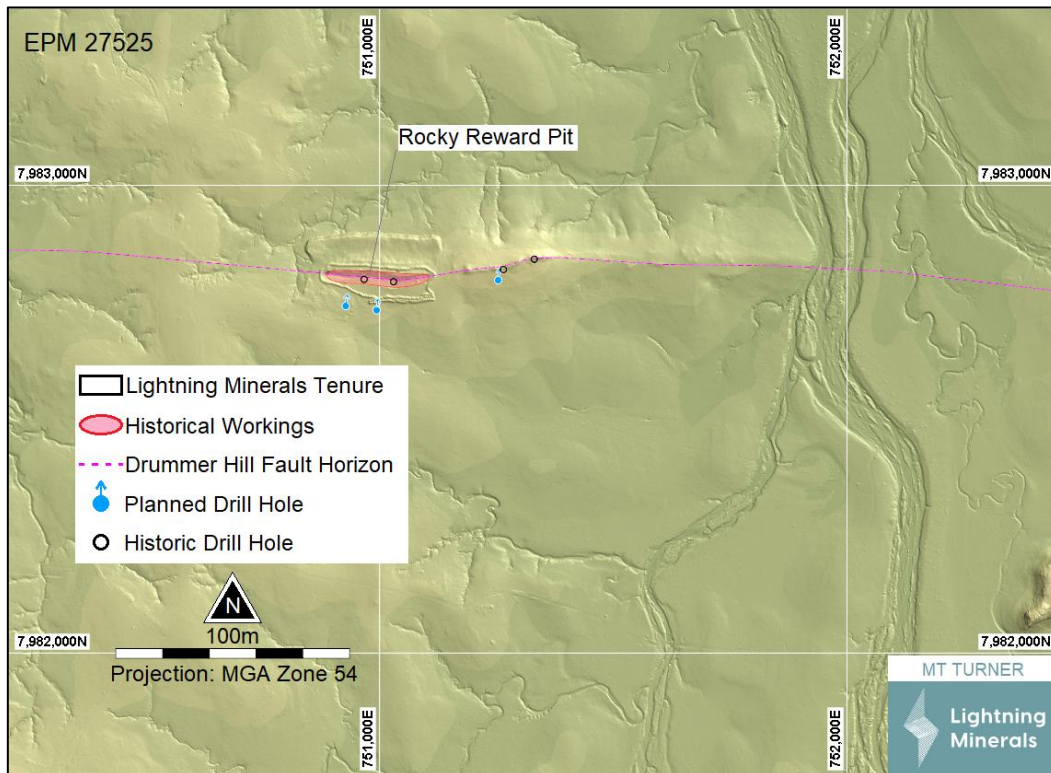 EPM 27525
751,000E
752,000E
Rocky Reward Pit
7,983,000N
7,983,000N
Lightning Minerals Tenure
Historical Workings
Drummer Hill Fault Horizon
Planned Drill Hole
Historic Drill Hole
N
100m
Projection: MGA Zone 54
7,982,000N
7,982,000N
751,000E
752,000E
MT TURNER
Lightning
Minerals